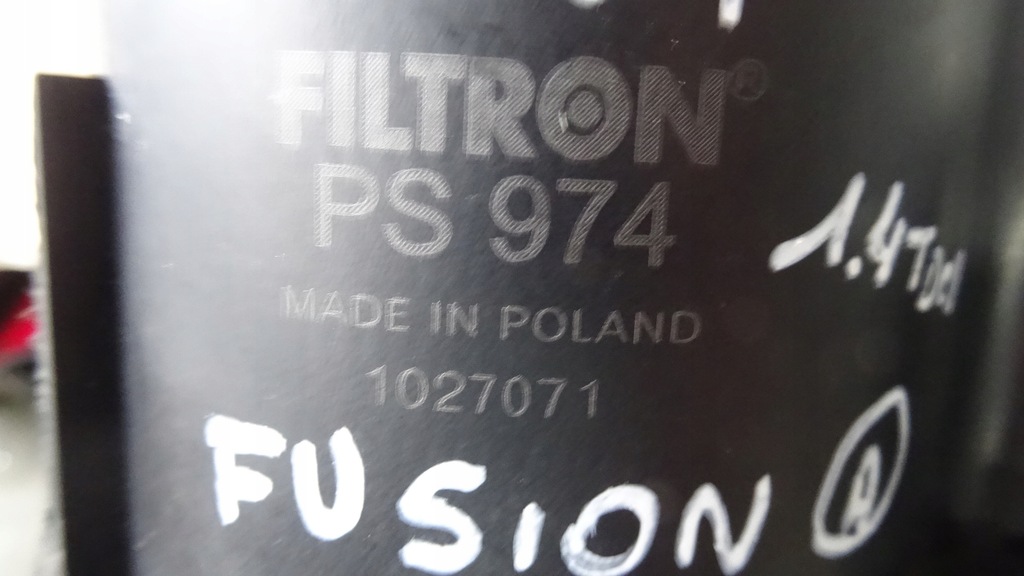 FILTRON®
PS 974
1.4TDCI
MADE IN POLAND
1027071
FUSION A